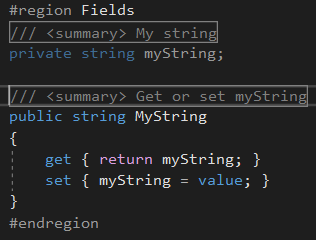 #region Fields
/// <summary> My string
private string myString;
/// <summary> Get or set myString
public string MyString
{
get { return myString; }
set { myString = value; }
}
#endregion